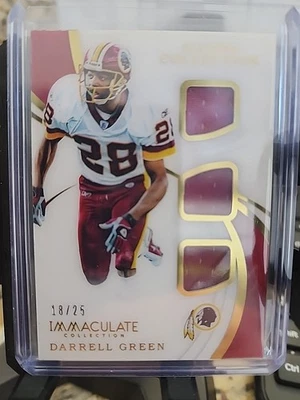 28
28
18/25
IMMACULATE
COLLECTION
DARRELL GREEN